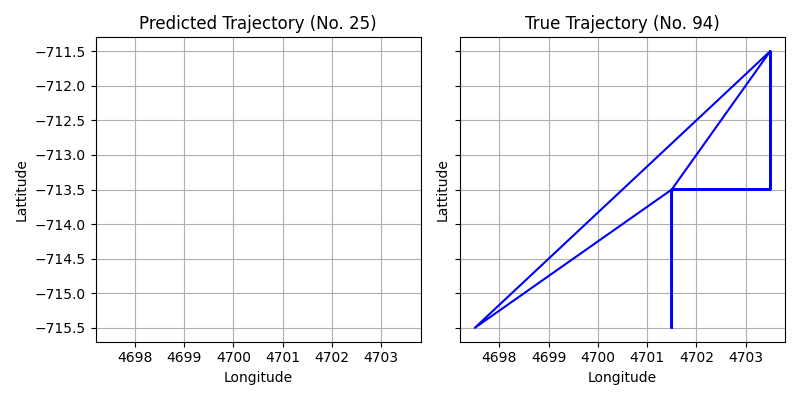 Predicted Trajectory (No. 25)
True Trajectory (No. 94)
Lattitude
−711.5
−712.0
−712.5
−713.0
−713.5
−714.0
−714.5
−715.0
−715.5
4698 4699 4700 4701 4702 4703
Longitude
Lattitude
4698 4699 4700 4701 4702 4703
Longitude